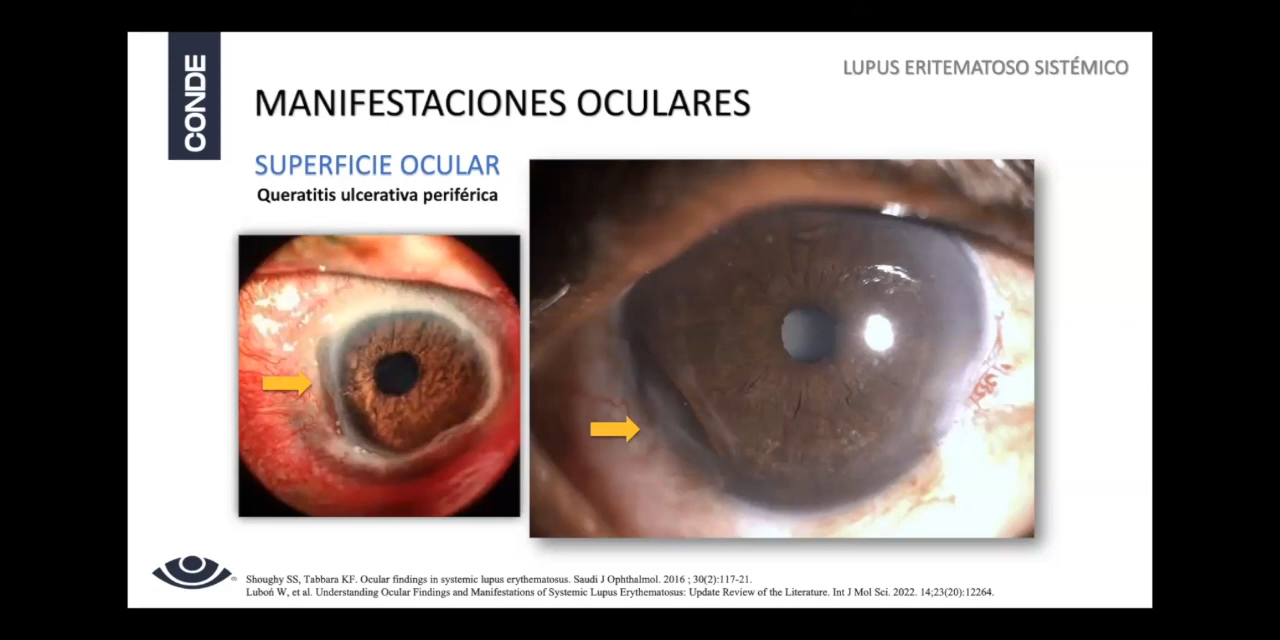 CONDE
LUPUS ERITEMATOSO SISTÉMICO
MANIFESTACIONES OCULARES
SUPERFICIE OCULAR
Queratitis ulcerativa periférica
Shoughy SS, Tabbara KF. Ocular findings in systemic lupus erythematosus. Saudi J Ophthalmol. 2016 ; 30(2):117-21.
Luboń W, et al. Understanding Ocular Findings and Manifestations of Systemic Lupus Erythematosus: Update Review of the Literature. Int J Mol Sci. 2022. 14;23(20):12264.